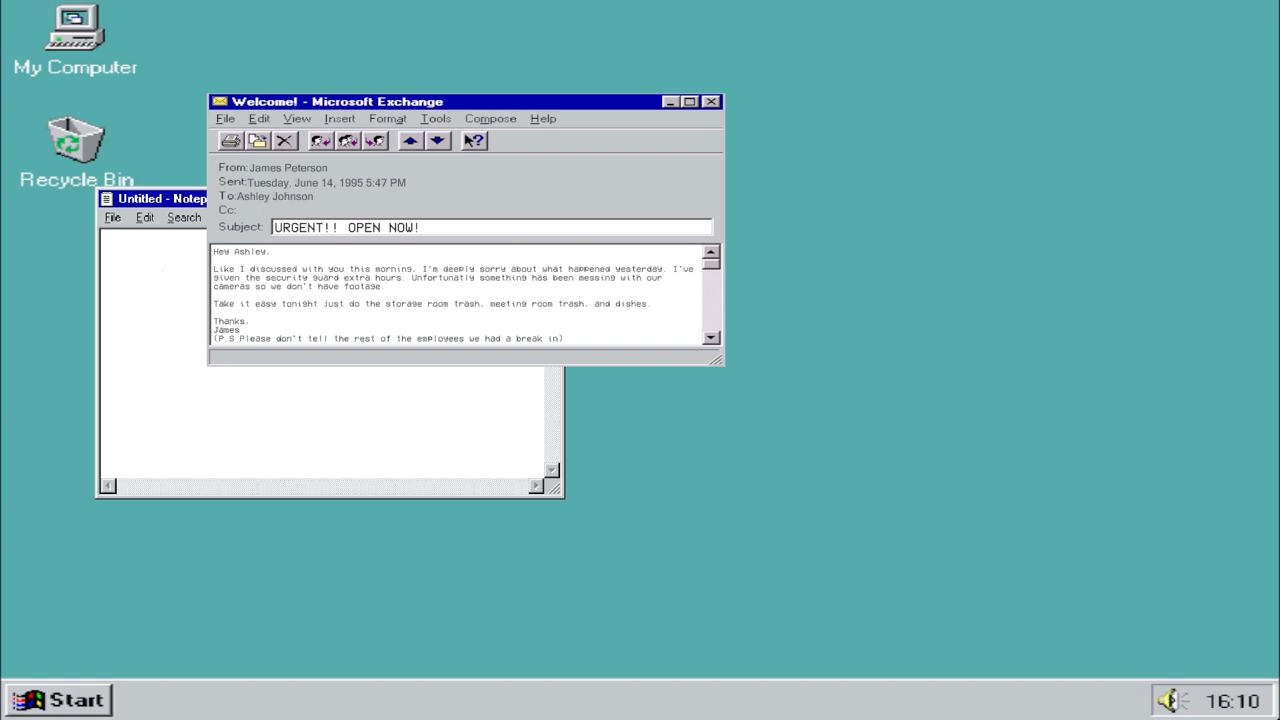 My Computer
Recycle Bin
Welcome! - Microsoft Exchange
File Edit View Insert Format Tools Compose Help
From: James Peterson
Sent: Tuesday, June 14, 1995 5:47 PM
To: Ashley Johnson
Cc:
Subject: URGENT!! OPEN NOW!
Hey Ashley,
Like I discussed with you this morning, I'm deeply sorry about what happened yesterday. I've
given the security guard extra hours. Unfortunatly something has been messing with our
cameras so we don't have footage.
Take it easy tonight just do the storage room trash, meeting room trash, and dishes.
Thanks,
James
(P.S Please don't tell the rest of the employees we had a break in)
Untitled - Notep
File Edit Search
Start
16:10